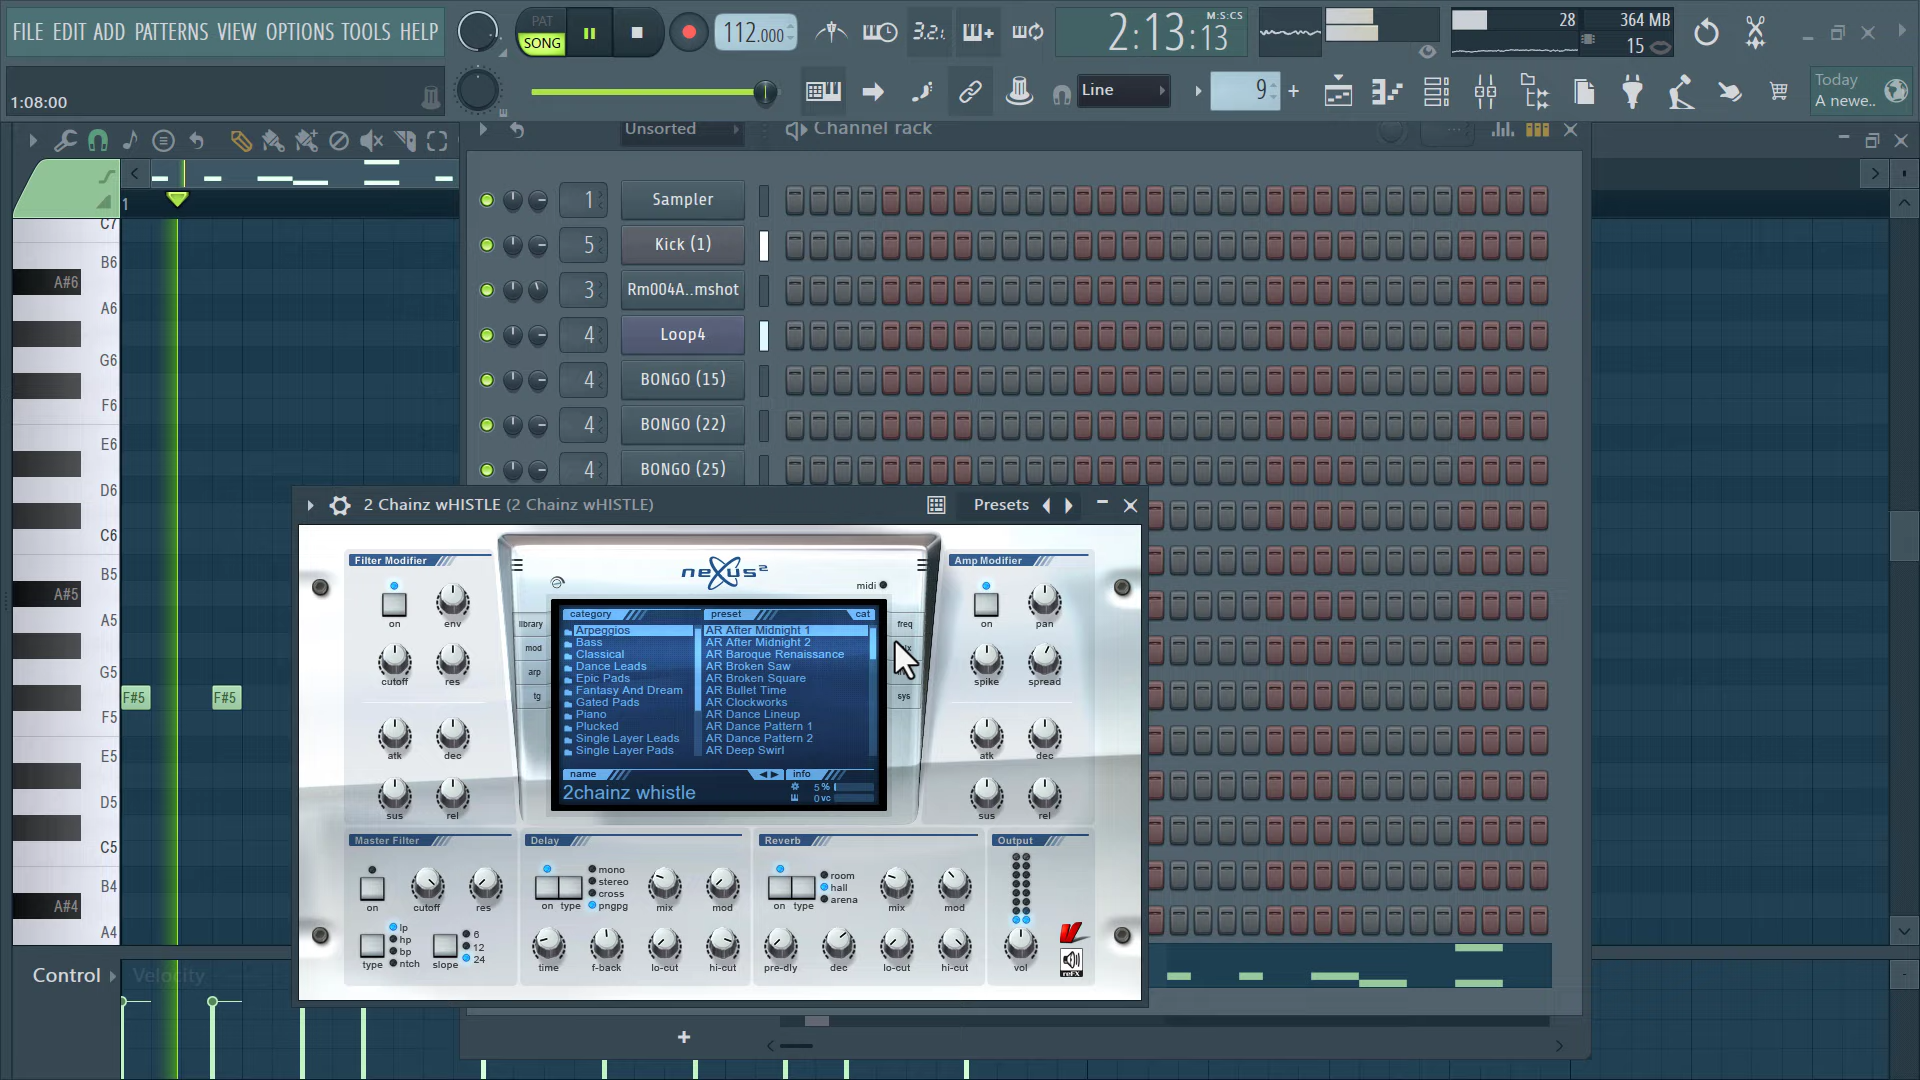 FILE EDIT ADD PATTERNS VIEW OPTIONS TOOLS HELP
PAT
SONG
112.000
3.2.1
M:S:CS
2:13:13
28
364 MB
15
1:08:00
Line
9
Today
A newe..
Unsorted
Channel rack
1
C7
B6
A#6
A6
G6
F6
E6
D6
C6
B5
A#5
A5
G5
F5
E5
D5
C5
B4
A#4
A4
F#5
F#5
1 Sampler
5 Kick (1)
3 Rm004A..mshot
4 Loop4
4 BONGO (15)
4 BONGO (22)
4 BONGO (25)
2 Chainz wHISTLE (2 Chainz wHISTLE)
Presets
Filter Modifier
on env
cutoff res
atk dec
sus rel
nexus²
midi
library
mod
arp
tg
freq
sys
category
Arpeggios
Bass
Classical
Dance Leads
Epic Pads
Fantasy And Dream
Gated Pads
Piano
Plucked
Single Layer Leads
Single Layer Pads
preset cat
AR After Midnight 1
AR After Midnight 2
AR Baroque Renaissance
AR Broken Saw
AR Broken Square
AR Bullet Time
AR Clockworks
AR Dance Lineup
AR Dance Pattern 1
AR Dance Pattern 2
AR Deep Swirl
name
2chainz whistle
info
5 %
0 vc
Amp Modifier
on pan
spike spread
atk dec
sus rel
Master Filter
on cutoff res
type
lp
hp
bp
ntch
slope
6
12
24
Delay
on type
mono
stereo
cross
pngpg
mix mod
time f-back lo-cut hi-cut
Reverb
on type
room
hall
arena
mix mod
pre-dly dec lo-cut hi-cut
Output
vol
reFX
Control
Velocity
+